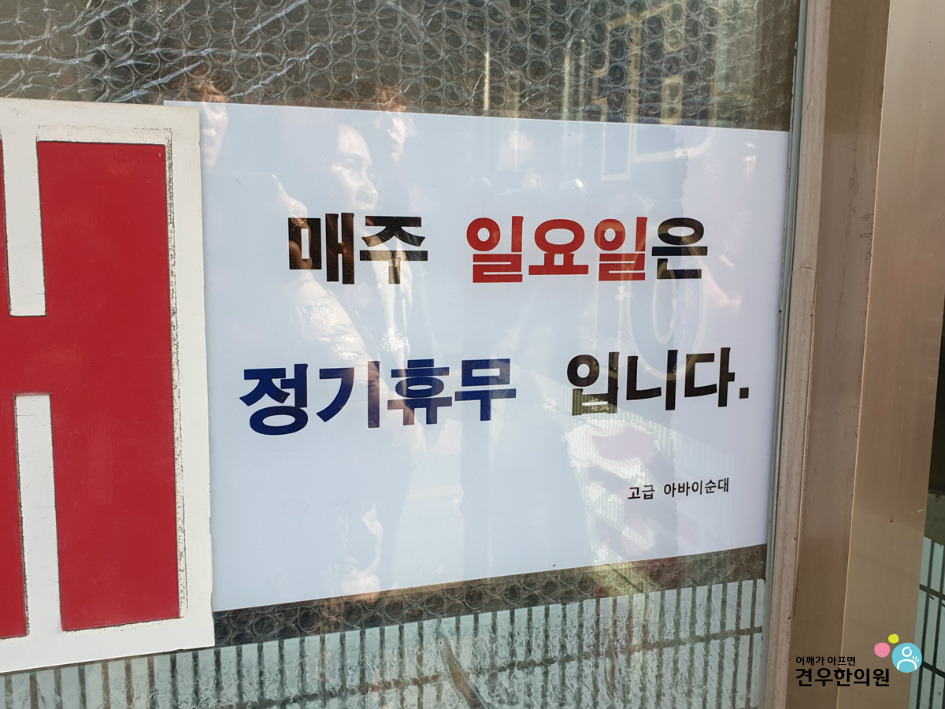 매주 일요일은
정기휴무 입니다.
고급 아바이순대
어깨가 아프면
견우한의원